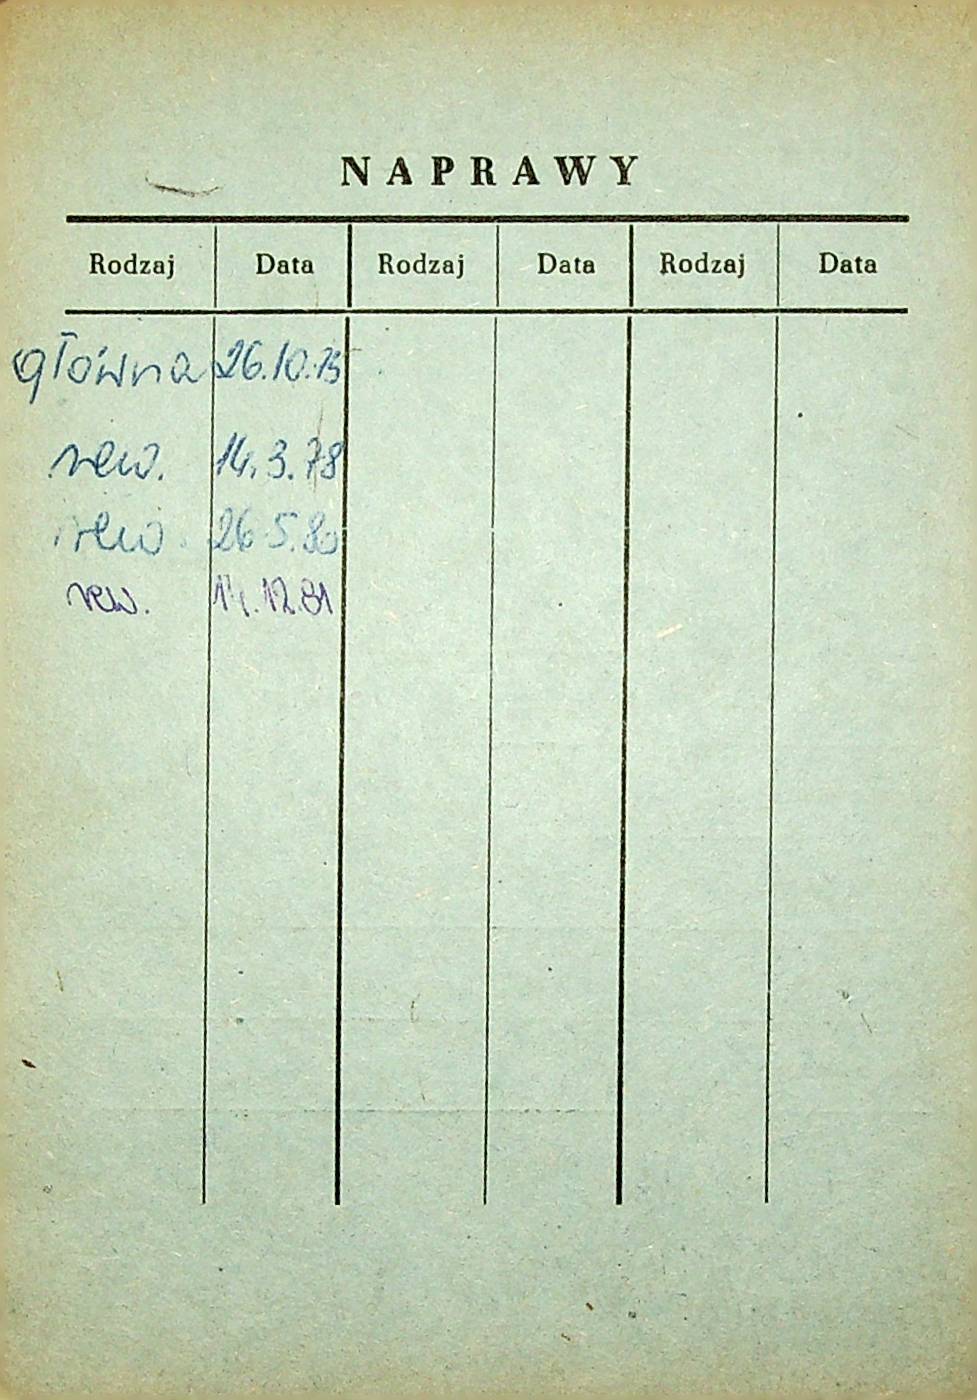 NAPRAWY
Rodzaj Data Rodzaj Data Rodzaj Data
główna 26.10.75
rew. 14.3.78
rew. 26.5.80
rew. 14.12.81